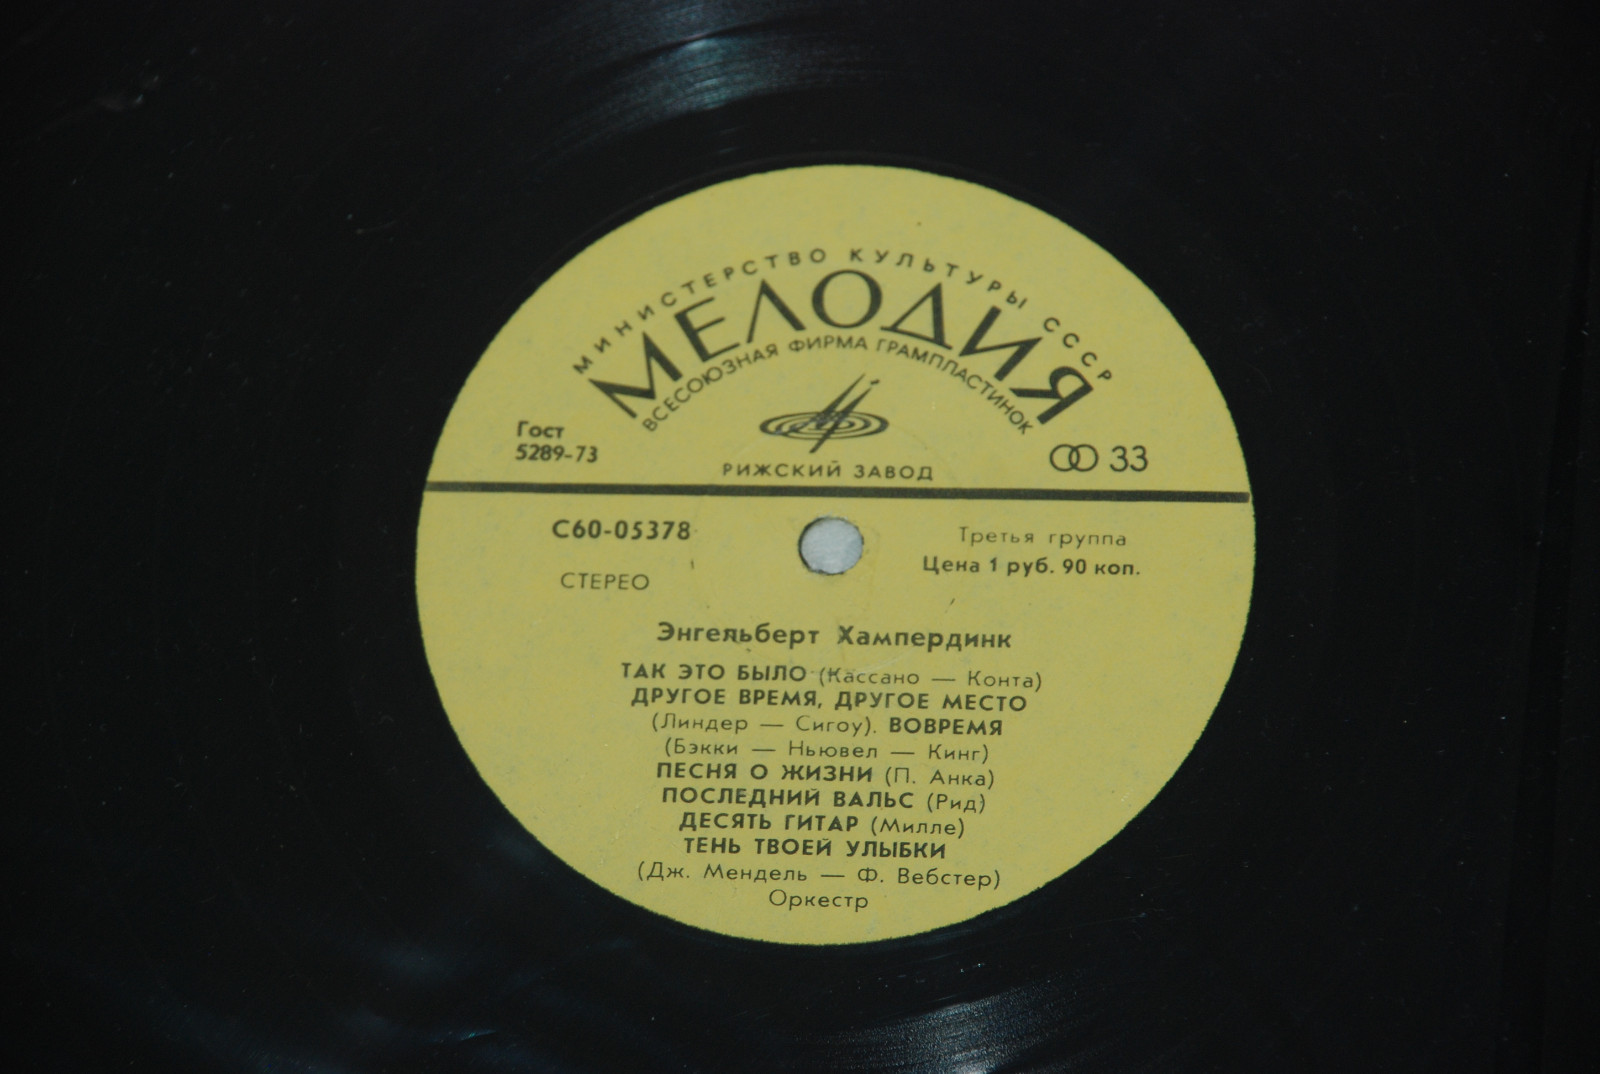 МИНИСТЕРСТВО КУЛЬТУРЫ СССР
МЕЛОДИЯ
ВСЕСОЮЗНАЯ ФИРМА ГРАМПЛАСТИНОК
Гост
5289-73
РИЖСКИЙ ЗАВОД
33
С60-05378
СТЕРЕО
Третья группа
Цена 1 руб. 90 коп.
Энгельберт Хампердинк
ТАК ЭТО БЫЛО (Кассано — Конта)
ДРУГОЕ ВРЕМЯ, ДРУГОЕ МЕСТО
(Линдер — Сигоу). ВОВРЕМЯ
(Бэкки — Ньювел — Кинг)
ПЕСНЯ О ЖИЗНИ (П. Анка)
ПОСЛЕДНИЙ ВАЛЬС (Рид)
ДЕСЯТЬ ГИТАР (Милле)
ТЕНЬ ТВОЕЙ УЛЫБКИ
(Дж. Мендель — Ф. Вебстер)
Оркестр